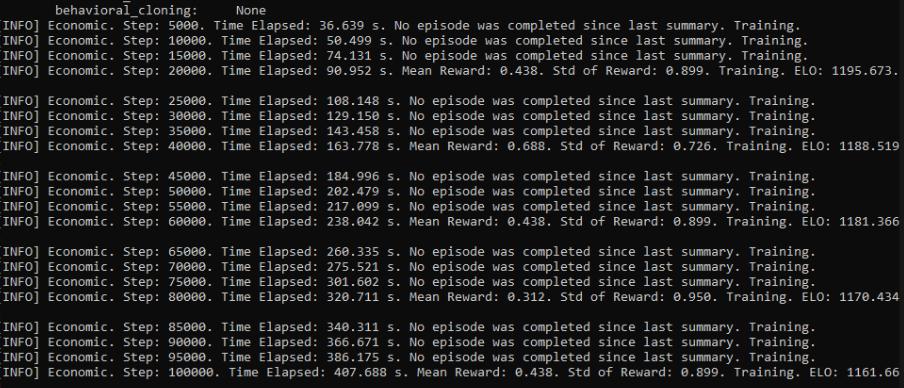 behavioral_cloning: None
[INFO] Economic. Step: 5000. Time Elapsed: 36.639 s. No episode was completed since last summary. Training.
[INFO] Economic. Step: 10000. Time Elapsed: 50.499 s. No episode was completed since last summary. Training.
[INFO] Economic. Step: 15000. Time Elapsed: 74.131 s. No episode was completed since last summary. Training.
[INFO] Economic. Step: 20000. Time Elapsed: 90.952 s. Mean Reward: 0.438. Std of Reward: 0.899. Training. ELO: 1195.673.
[INFO] Economic. Step: 25000. Time Elapsed: 108.148 s. No episode was completed since last summary. Training.
[INFO] Economic. Step: 30000. Time Elapsed: 129.150 s. No episode was completed since last summary. Training.
[INFO] Economic. Step: 35000. Time Elapsed: 143.458 s. No episode was completed since last summary. Training.
[INFO] Economic. Step: 40000. Time Elapsed: 163.778 s. Mean Reward: 0.688. Std of Reward: 0.726. Training. ELO: 1188.519
[INFO] Economic. Step: 45000. Time Elapsed: 184.996 s. No episode was completed since last summary. Training.
[INFO] Economic. Step: 50000. Time Elapsed: 202.479 s. No episode was completed since last summary. Training.
[INFO] Economic. Step: 55000. Time Elapsed: 217.099 s. No episode was completed since last summary. Training.
[INFO] Economic. Step: 60000. Time Elapsed: 238.042 s. Mean Reward: 0.438. Std of Reward: 0.899. Training. ELO: 1181.366
[INFO] Economic. Step: 65000. Time Elapsed: 260.335 s. No episode was completed since last summary. Training.
[INFO] Economic. Step: 70000. Time Elapsed: 275.521 s. No episode was completed since last summary. Training.
[INFO] Economic. Step: 75000. Time Elapsed: 301.602 s. No episode was completed since last summary. Training.
[INFO] Economic. Step: 80000. Time Elapsed: 320.711 s. Mean Reward: 0.312. Std of Reward: 0.950. Training. ELO: 1170.434
[INFO] Economic. Step: 85000. Time Elapsed: 340.311 s. No episode was completed since last summary. Training.
[INFO] Economic. Step: 90000. Time Elapsed: 366.671 s. No episode was completed since last summary. Training.
[INFO] Economic. Step: 95000. Time Elapsed: 386.175 s. No episode was completed since last summary. Training.
[INFO] Economic. Step: 100000. Time Elapsed: 407.688 s. Mean Reward: 0.438. Std of Reward: 0.899. Training. ELO: 1161.66